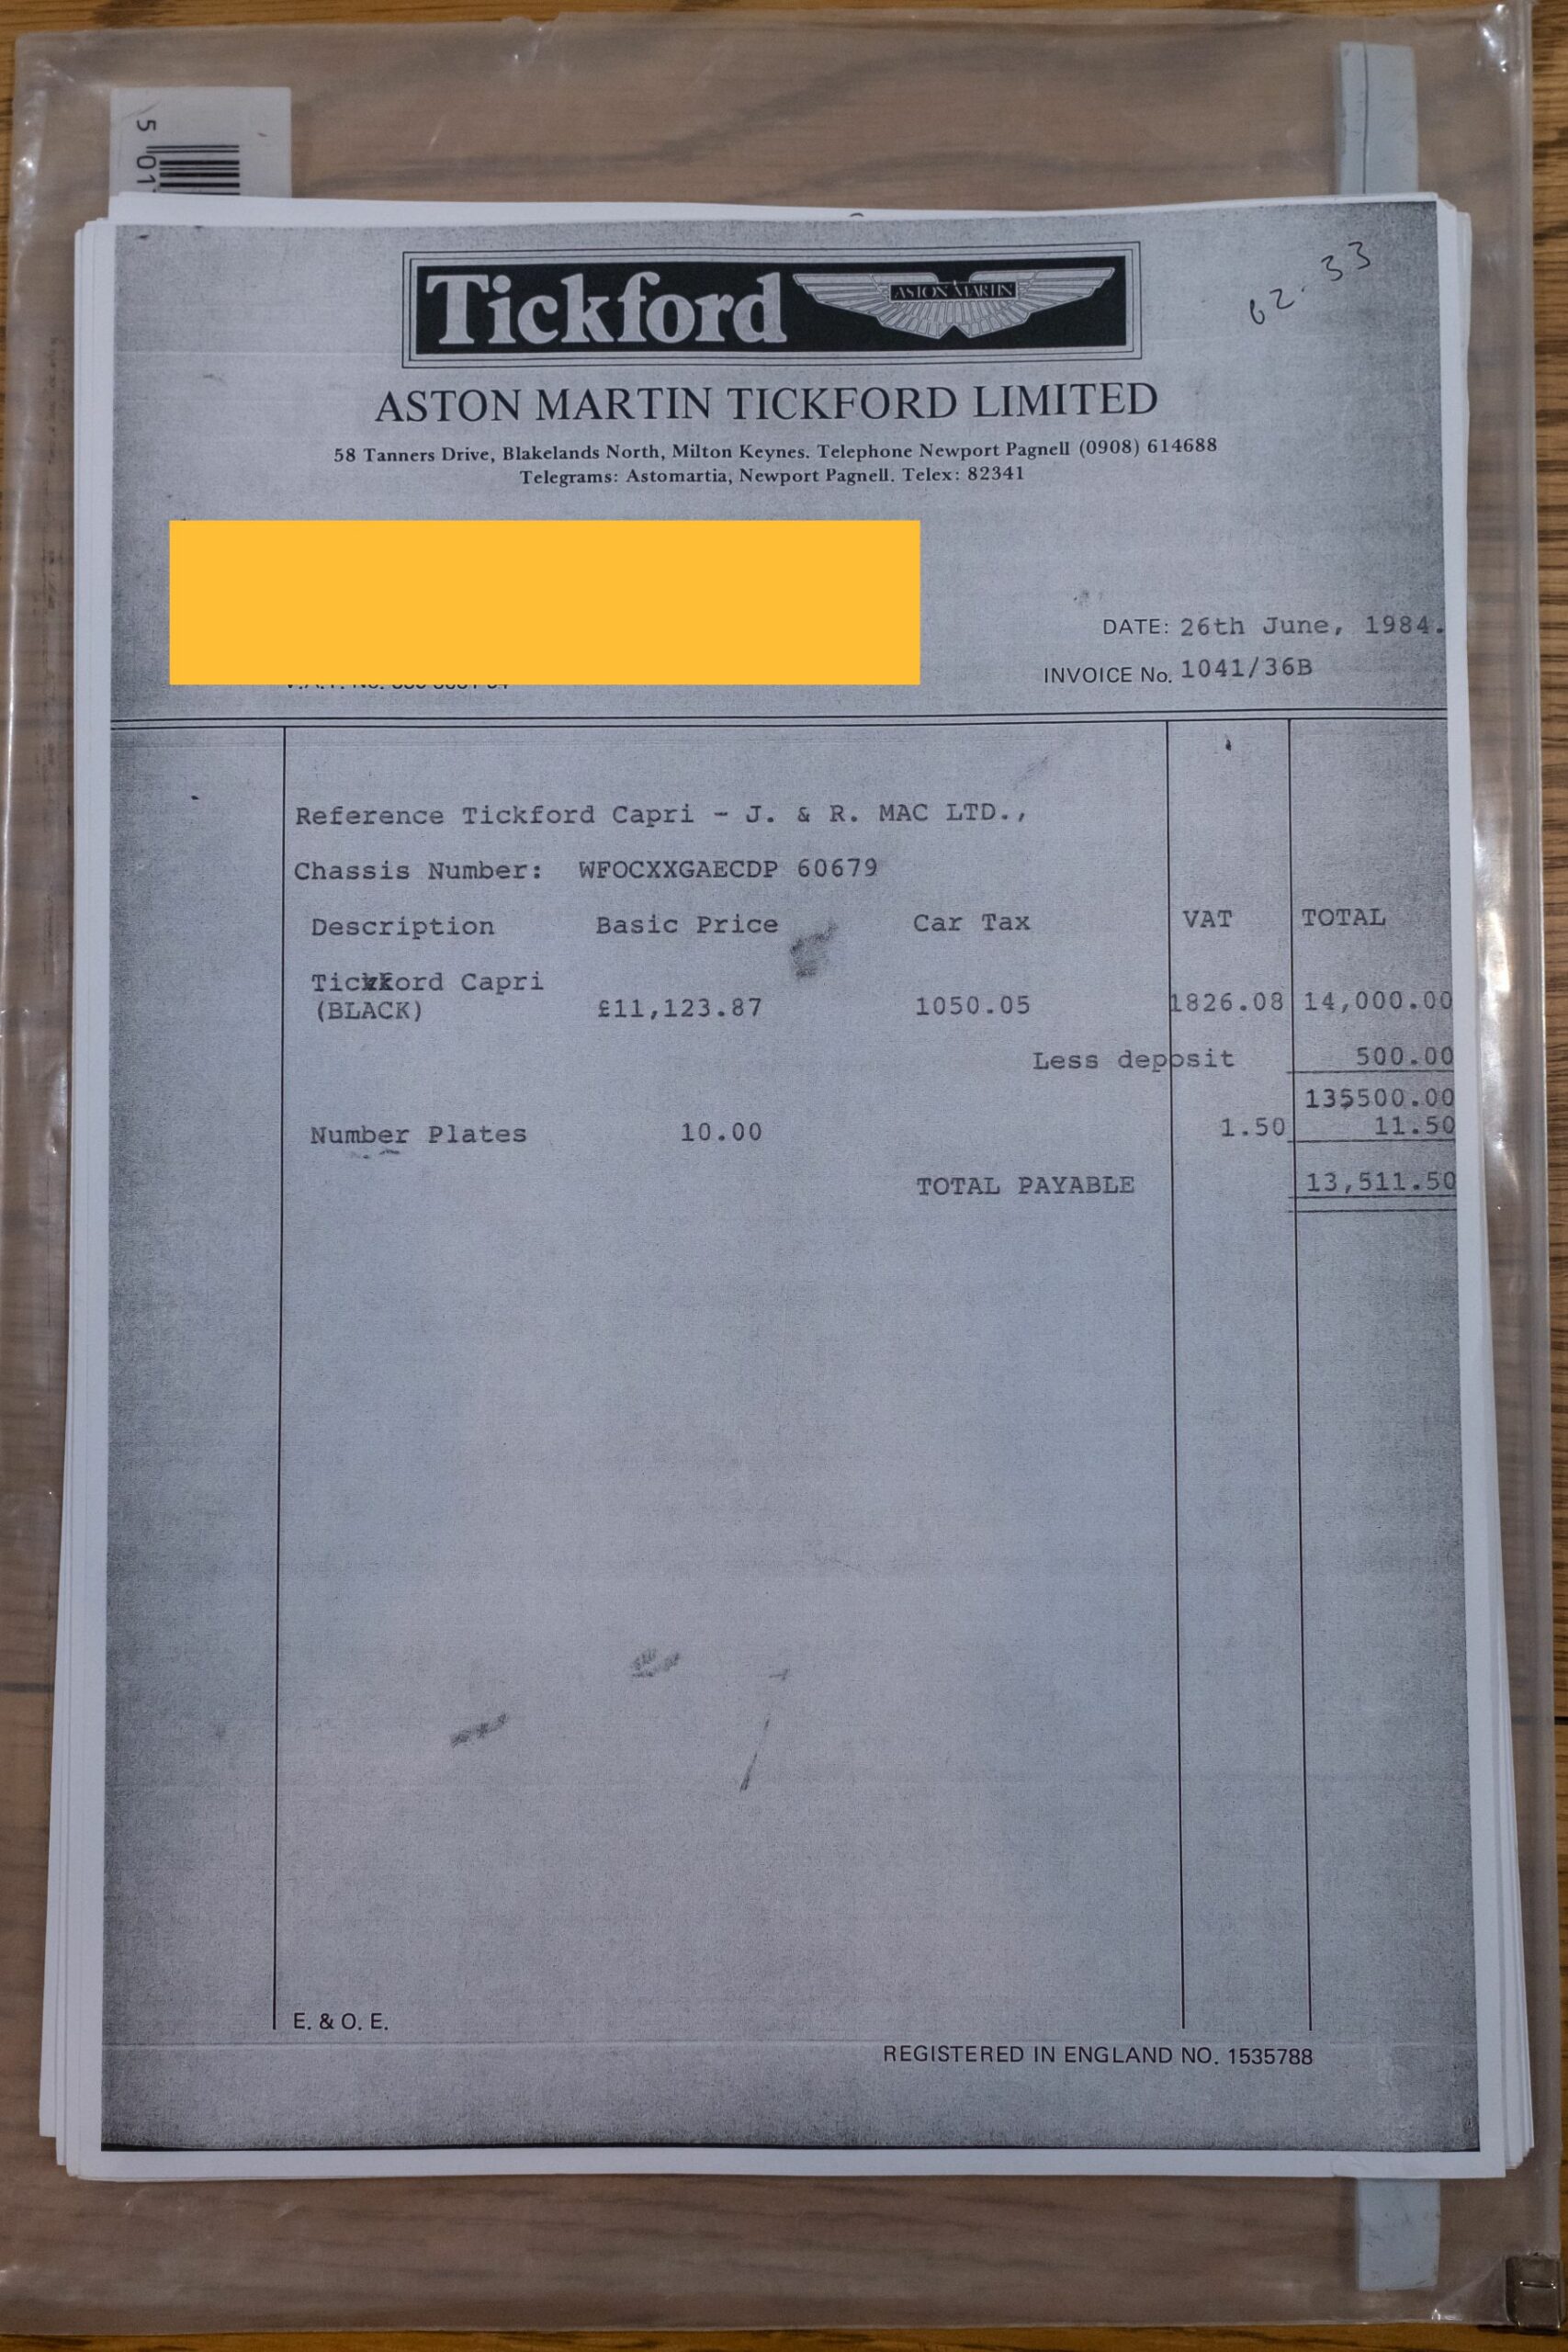 5 01
62.33
Tickford ASTON MARTIN
ASTON MARTIN TICKFORD LIMITED
58 Tanners Drive, Blakelands North, Milton Keynes. Telephone Newport Pagnell (0908) 614688
Telegrams: Astomartia, Newport Pagnell. Telex: 82341
DATE: 26th June, 1984.
INVOICE No. 1041/36B
Reference Tickford Capri - J. & R. MAC LTD.,
Chassis Number: WFOCXXGAECDP 60679
Description Basic Price Car Tax VAT TOTAL
Tickford Capri
(BLACK) £11,123.87 1050.05 1826.08 14,000.00
Less deposit 500.00
135500.00
Number Plates 10.00 1.50 11.50
TOTAL PAYABLE 13,511.50
E. & O. E.
REGISTERED IN ENGLAND NO. 1535788